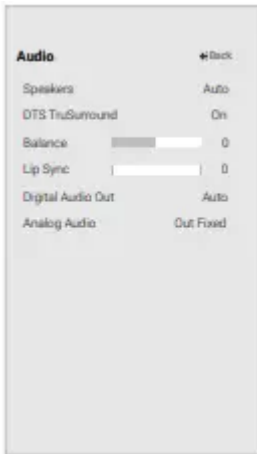 Audio Back
Speakers Auto
DTS TruSurround On
Balance 0
Lip Sync 0
Digital Audio Out Auto
Analog Audio Out Fixed